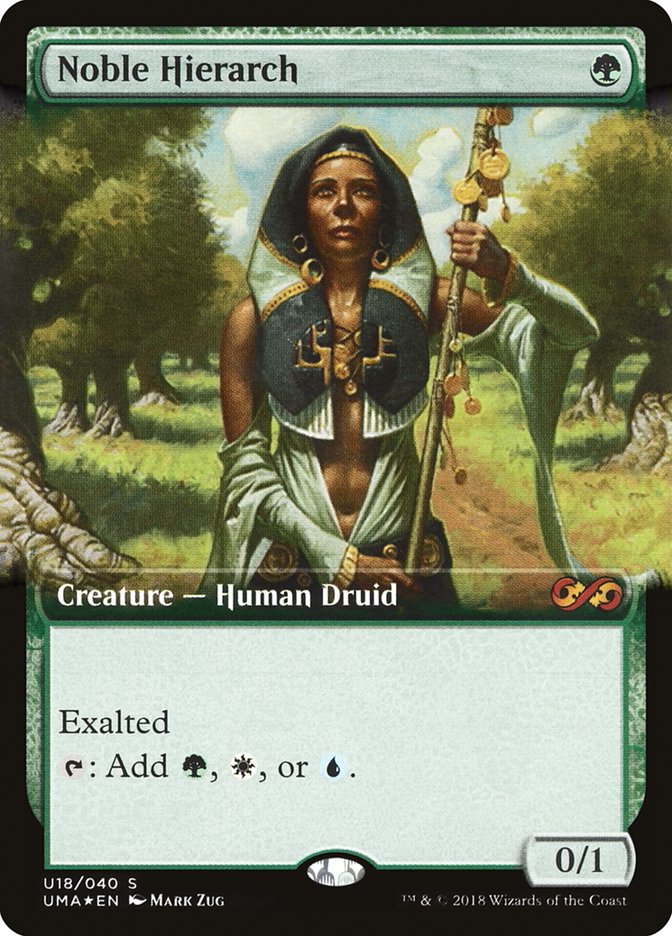 Noble Hierarch
Creature — Human Druid
Exalted
: Add , , or .
0/1
U18/040 S
UMA★EN Mark Zug
™ & © 2018 Wizards of the Coast